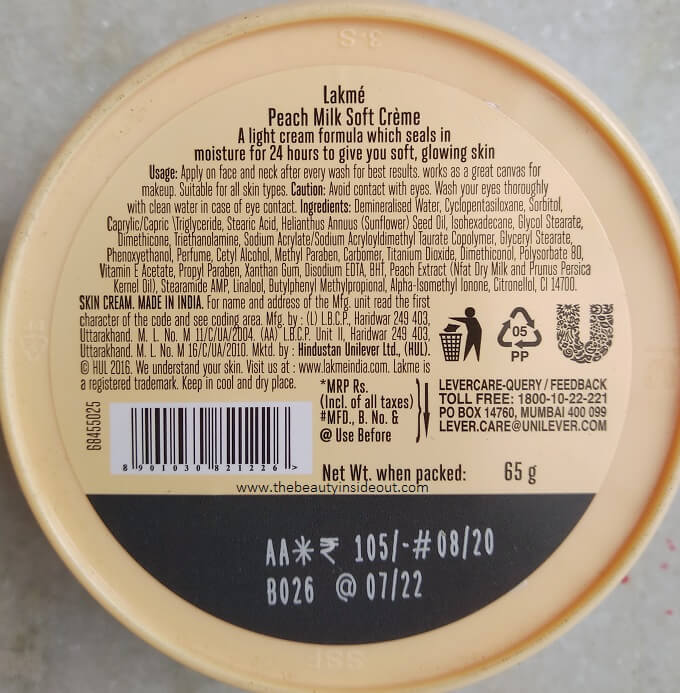 Lakmé
Peach Milk Soft Crème
A light cream formula which seals in
moisture for 24 hours to give you soft, glowing skin
Usage: Apply on face and neck after every wash for best results. works as a great canvas for
makeup. Suitable for all skin types. Caution: Avoid contact with eyes. Wash your eyes thoroughly
with clean water in case of eye contact. Ingredients: Demineralised Water, Cyclopentasiloxane, Sorbitol,
Caprylic/Capric \Triglyceride, Stearic Acid, Helianthus Annuus (Sunflower) Seed Oil, Isohexadecane, Glycol Stearate,
Dimethicone, Triethanolamine, Sodium Acrylate/Sodium Acryloyldimethyl Taurate Copolymer, Glyceryl Stearate,
Phenoxyethanol, Perfume, Cetyl Alcohol, Methyl Paraben, Carbomer, Titanium Dioxide, Dimethiconol, Polysorbate 80,
Vitamin E Acetate, Propyl Paraben, Xanthan Gum, Disodium EDTA, BHT, Peach Extract (Nfat Dry Milk and Prunus Persica
Kernel Oil), Stearamide AMP, Linalool, Butylphenyl Methylpropional, Alpha-Isomethyl Ionone, Citronellol, CI 14700.
SKIN CREAM. MADE IN INDIA. For name and address of the Mfg. unit read the first
character of the code and see coding area. Mfg. by : (L) L.B.C.P., Haridwar 249 403,
Uttarakhand. M. L. No. M 11/C/UA/2004. (AA) L.B.C.P. Unit II, Haridwar 249 403,
Uttarakhand. M. L. No M 16/C/UA/2010. Mktd. by : Hindustan Unilever Ltd., (HUL).
© HUL 2016. We understand your skin. Visit us at : www.lakmeindia.com. Lakme is
a registered trademark. Keep in cool and dry place.
05
PP
68455025
8 901030 821226 >
*MRP Rs.
(Incl. of all taxes)
#MFD., B. No. &
@ Use Before
LEVERCARE-QUERY / FEEDBACK
TOLL FREE: 1800-10-22-221
PO BOX 14760, MUMBAI 400 099
LEVER.CARE@UNILEVER.COM
Net Wt. when packed: 65 g
www.thebeautyinsideout.com
AA*₹ 105/-#08/20
B026 @ 07/22